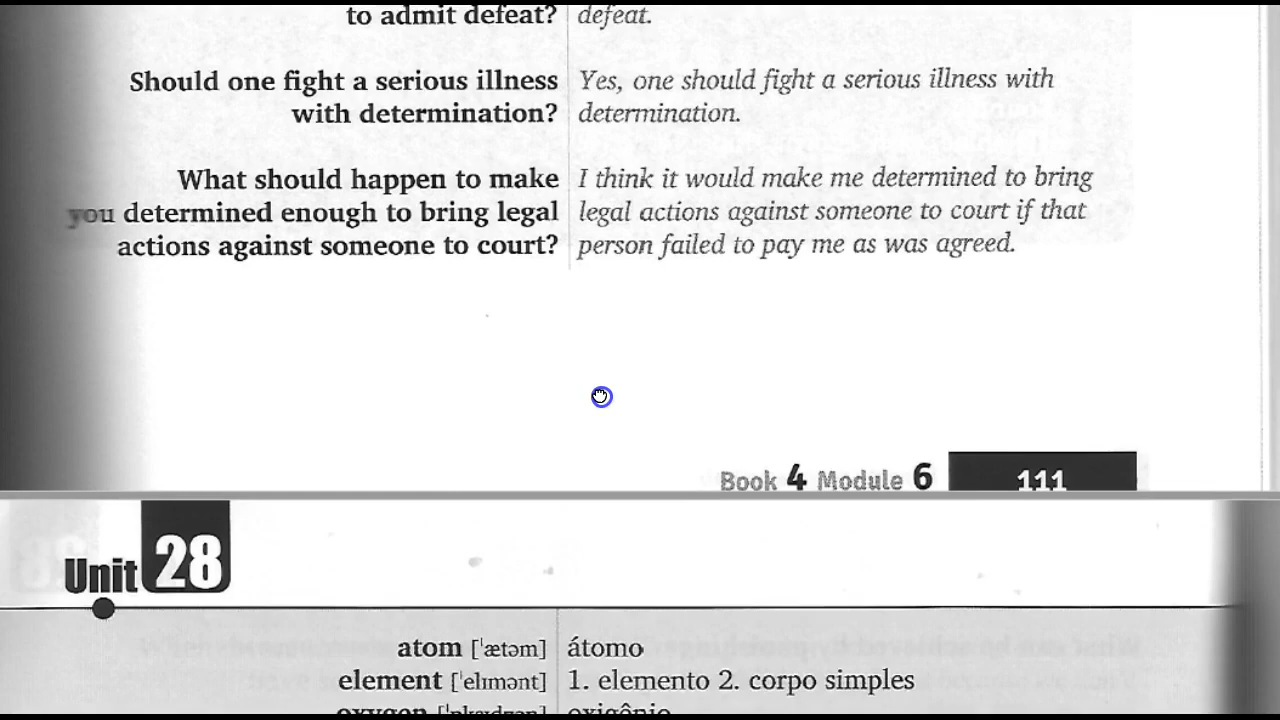 to admit defeat?
defeat.
Should one fight a serious illness
with determination?
Yes, one should fight a serious illness with
determination.
What should happen to make
you determined enough to bring legal
actions against someone to court?
I think it would make me determined to bring
legal actions against someone to court if that
person failed to pay me as was agreed.
Book 4 Module 6 111
Unit 28
atom [ˈætəm] átomo
element [ˈelɪmənt] 1. elemento 2. corpo simples
oxygen oxigênio